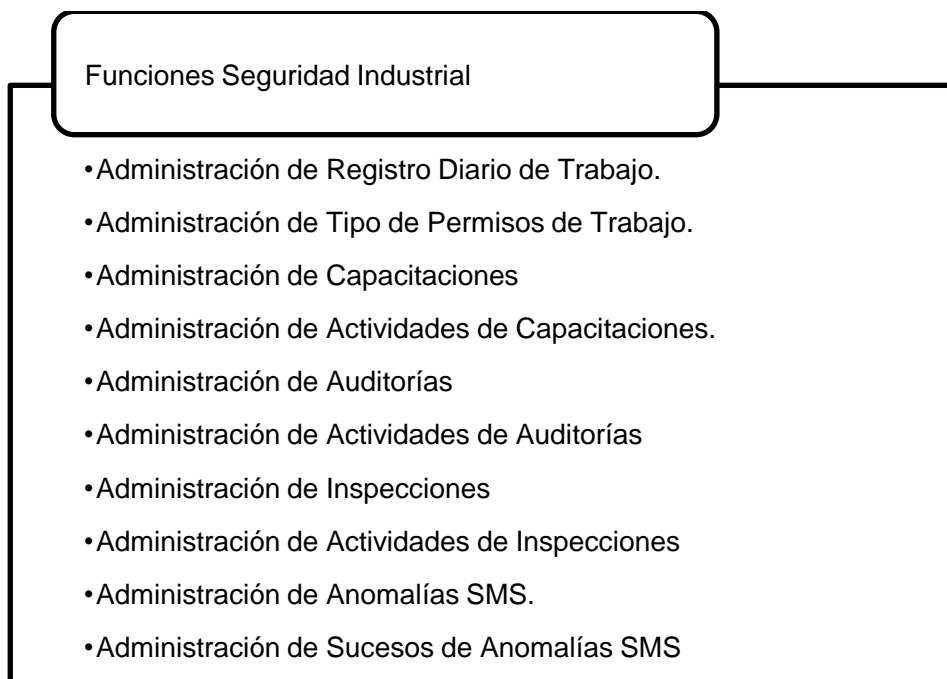 Funciones Seguridad Industrial
•Administración de Registro Diario de Trabajo.
•Administración de Tipo de Permisos de Trabajo.
•Administración de Capacitaciones
•Administración de Actividades de Capacitaciones.
•Administración de Auditorías
•Administración de Actividades de Auditorías
•Administración de Inspecciones
•Administración de Actividades de Inspecciones
•Administración de Anomalías SMS.
•Administración de Sucesos de Anomalías SMS